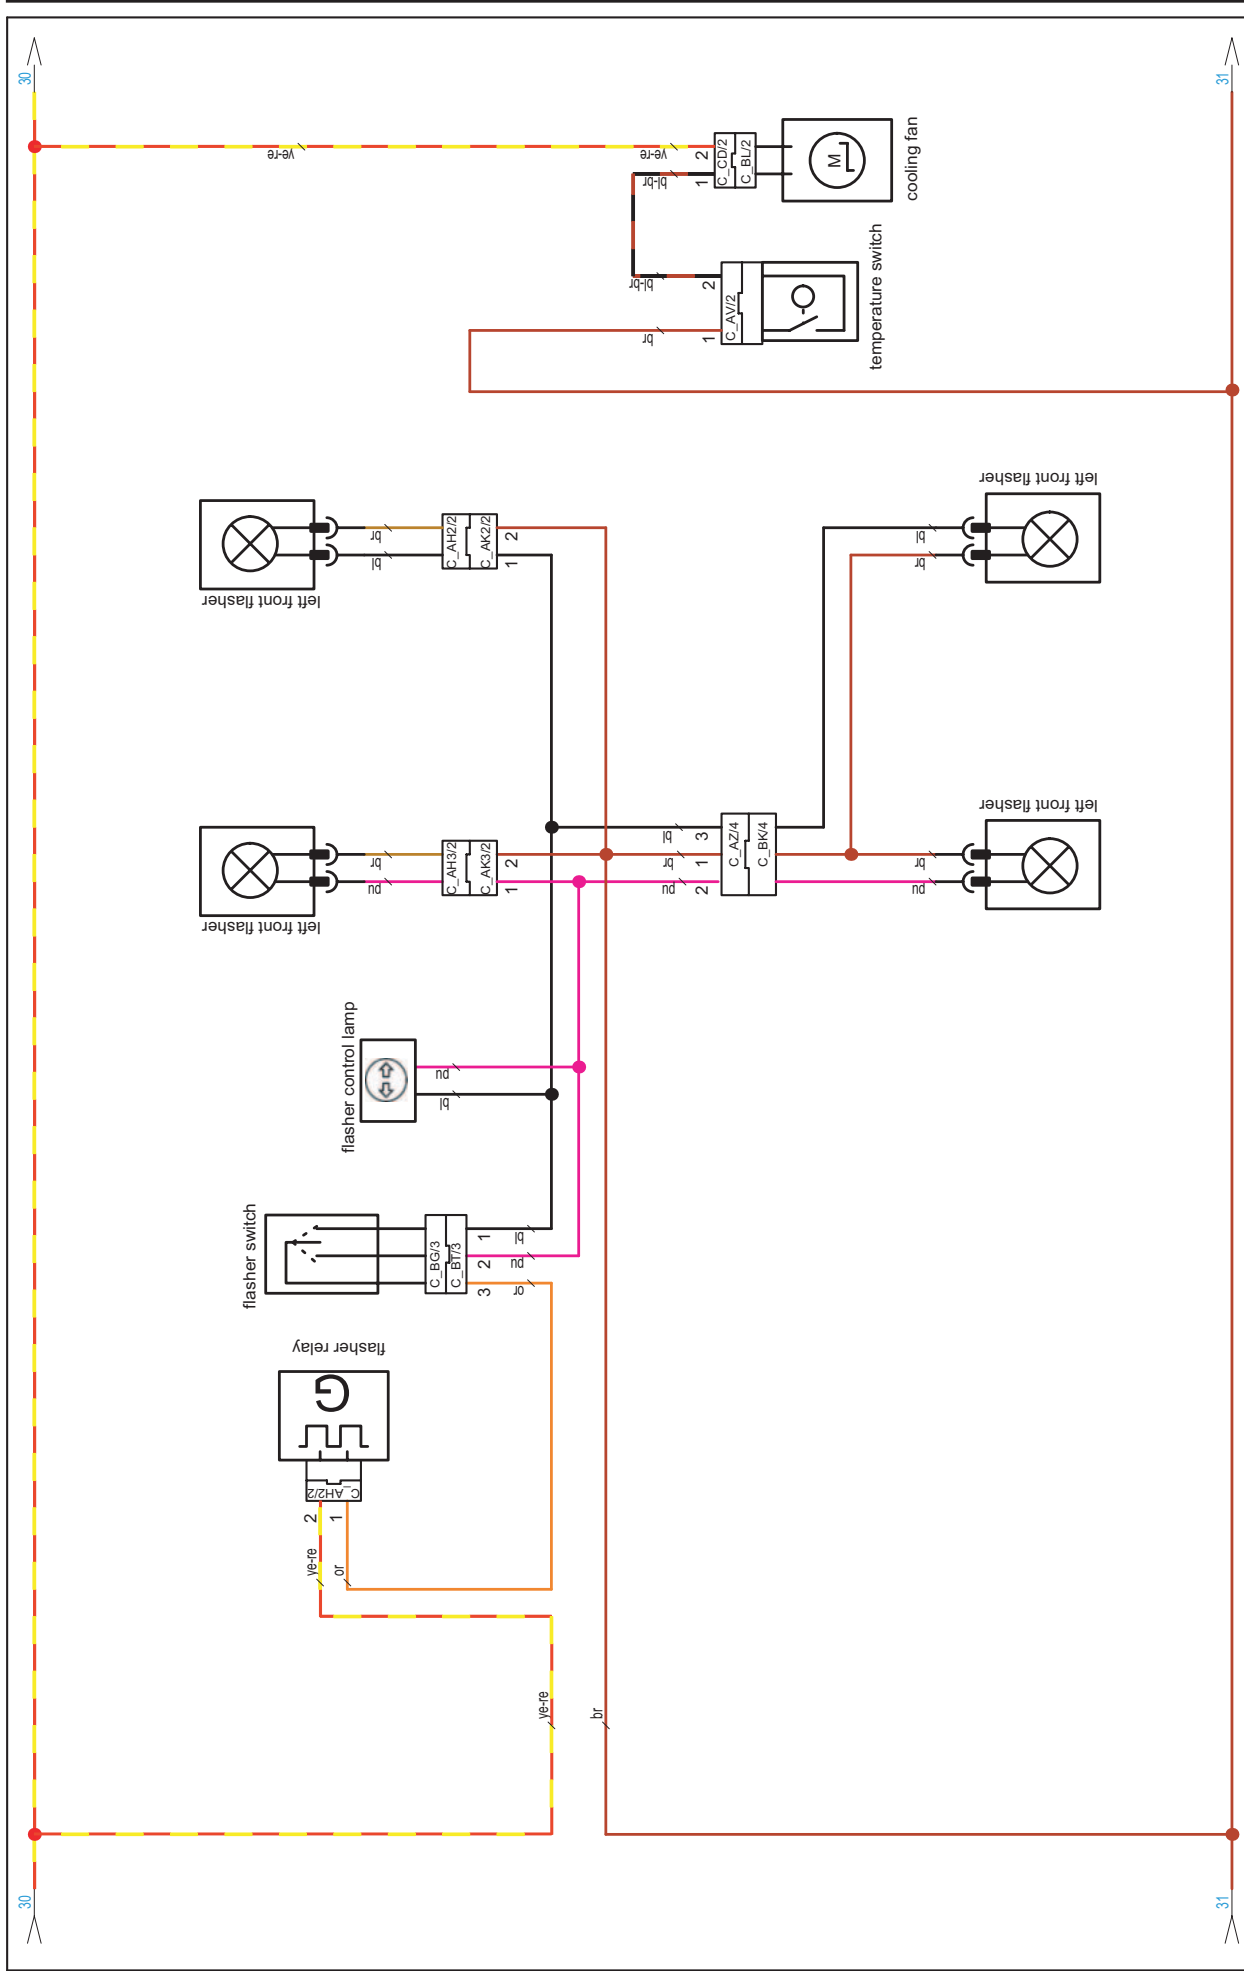 30
31
ye-re
ye-re
bl-br
2
1
C_CD/2
C_BL/2
M
cooling fan
bl-br
br
2
1
C_AV/2
temperature switch
left front flasher
br
bl
C_AH2/2
C_AK2/2
2
1
bl
br
left front flasher
left front flasher
br
pu
C_AH3/2
C_AK3/2
2
1
bl
br
pu
3
1
2
C_AZ/4
C_BK/4
br
pu
left front flasher
flasher control lamp
pu
bl
flasher switch
C_BG/3
C_BT/3
1
2
3
bl
pu
or
flasher relay
G
C_AH2/2
2
1
ye-re
or
ye-re
br
30
31